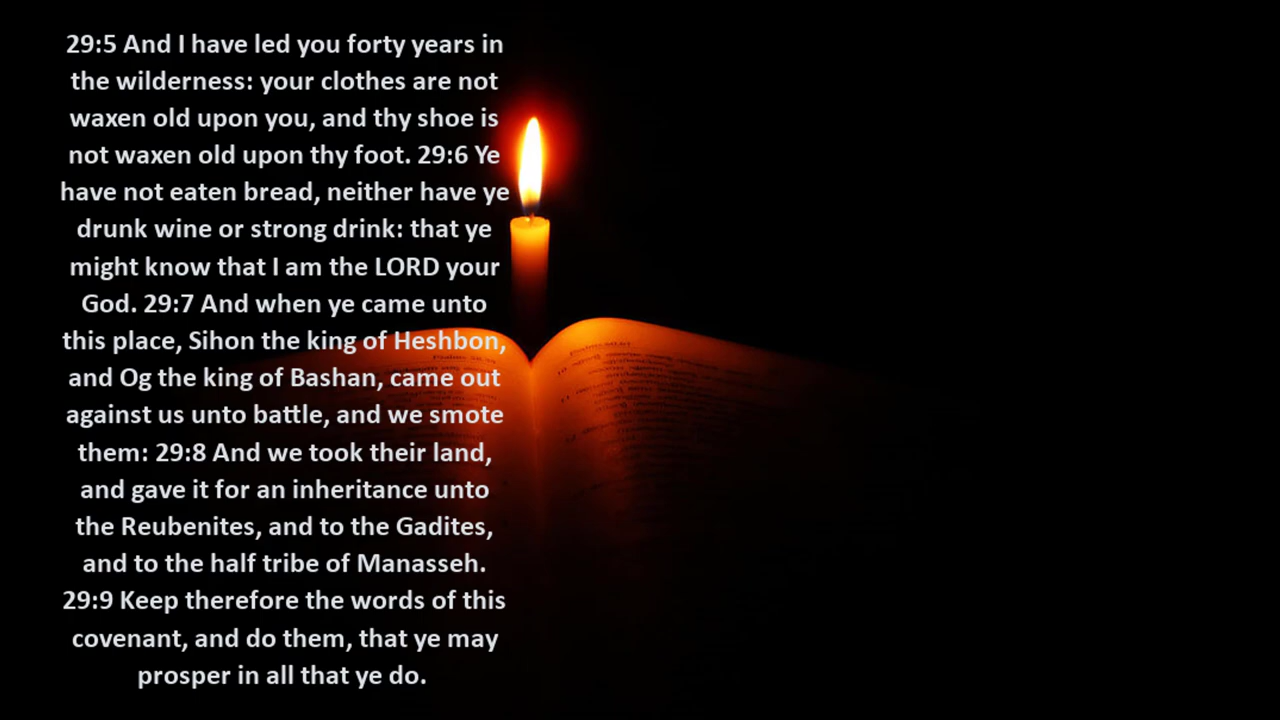 29:5 And I have led you forty years in
the wilderness: your clothes are not
waxen old upon you, and thy shoe is
not waxen old upon thy foot. 29:6 Ye
have not eaten bread, neither have ye
drunk wine or strong drink: that ye
might know that I am the LORD your
God. 29:7 And when ye came unto
this place, Sihon the king of Heshbon,
and Og the king of Bashan, came out
against us unto battle, and we smote
them: 29:8 And we took their land,
and gave it for an inheritance unto
the Reubenites, and to the Gadites,
and to the half tribe of Manasseh.
29:9 Keep therefore the words of this
covenant, and do them, that ye may
prosper in all that ye do.